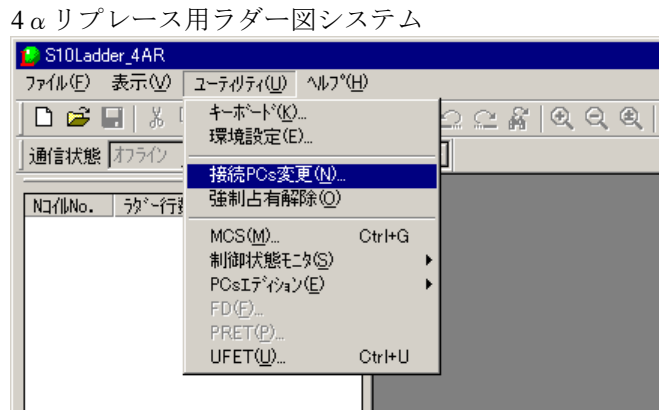 4αリプレース用ラダー図システム
S10Ladder_4AR
ファイル(F) 表示(V) ユーティリティ(U) ヘルプ(H)
キーボード(K)...
環境設定(E)...
通信状態 オフライン
接続PCs変更(N)...
強制占有解除(O)
NコイルNo. ラダー行数
MCS(M)... Ctrl+G
制御状態モニタ(S)
PCsエディション(E)
FD(F)...
PRET(P)...
UFET(U)... Ctrl+U